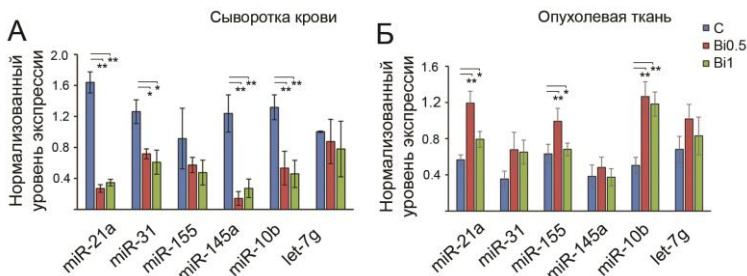 А
Сыворотка крови
Нормализованный
уровень экспрессии
2.0
1.6
1.2
0.8
0.4
** **
* *
** **
** **
miR-21a
miR-31
miR-155
miR-145a
miR-10b
let-7g
Б
Опухолевая ткань
C
Bi0.5
Bi1
Нормализованный
уровень экспрессии
1.6
1.2
0.8
0.4
** *
** *
** **
miR-21a
miR-31
miR-155
miR-145a
miR-10b
let-7g